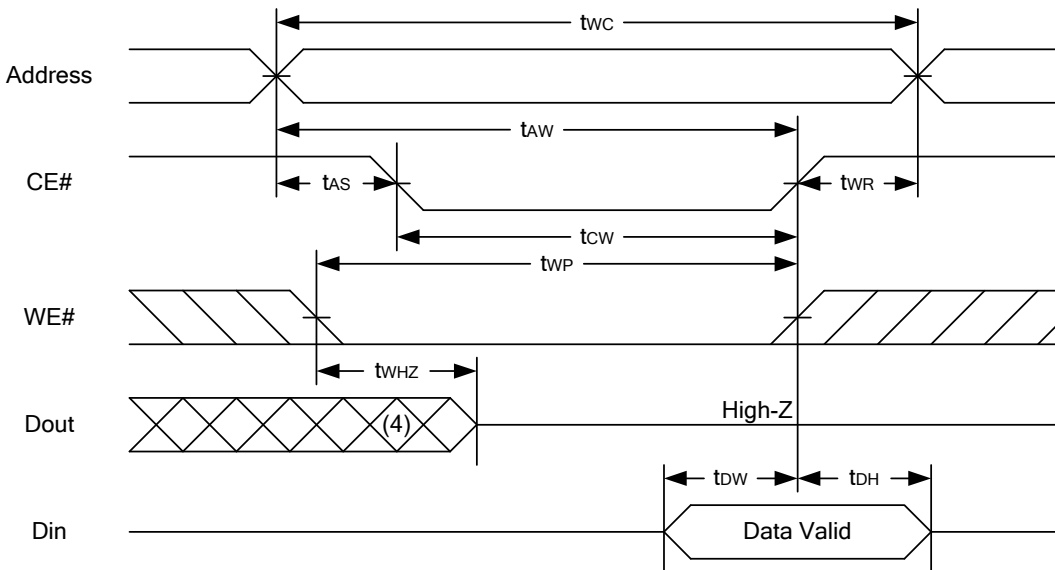 tWC
Address
tAW
CE#
tAS
tWR
tCW
tWP
WE#
tWHZ
Dout
(4)
High-Z
tDW
tDH
Din
Data Valid